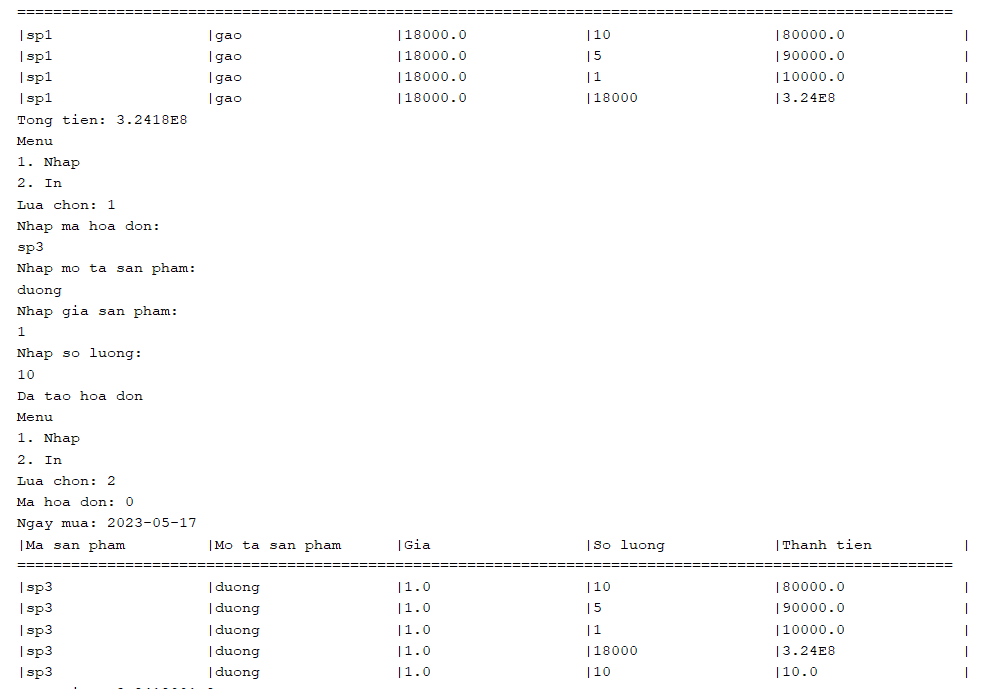 ====================================================================================================
|sp1 |gao |18000.0 |10 |80000.0 |
|sp1 |gao |18000.0 |5 |90000.0 |
|sp1 |gao |18000.0 |1 |10000.0 |
|sp1 |gao |18000.0 |18000 |3.24E8 |
Tong tien: 3.2418E8
Menu
1. Nhap
2. In
Lua chon: 1
Nhap ma hoa don:
sp3
Nhap mo ta san pham:
duong
Nhap gia san pham:
1
Nhap so luong:
10
Da tao hoa don
Menu
1. Nhap
2. In
Lua chon: 2
Ma hoa don: 0
Ngay mua: 2023-05-17
|Ma san pham |Mo ta san pham |Gia |So luong |Thanh tien |
====================================================================================================
|sp3 |duong |1.0 |10 |80000.0 |
|sp3 |duong |1.0 |5 |90000.0 |
|sp3 |duong |1.0 |1 |10000.0 |
|sp3 |duong |1.0 |18000 |3.24E8 |
|sp3 |duong |1.0 |10 |10.0 |